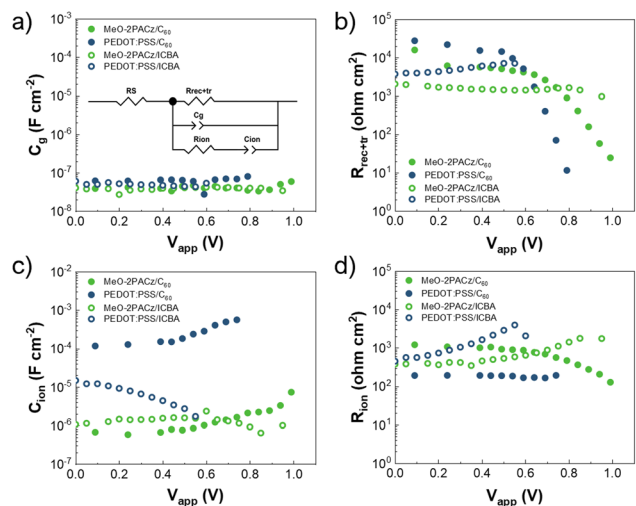 a)
MeO-2PACz/C60
PEDOT:PSS/C60
MeO-2PACz/ICBA
PEDOT:PSS/ICBA
RS
Rrec+tr
Cg
Rion
Cion
Cg (F cm-2)
10-2
10-3
10-4
10-5
10-6
10-7
10-8
0.0 0.2 0.4 0.6 0.8 1.0
Vapp (V)
b)
Rrec+tr (ohm cm2)
105
104
103
102
101
100
MeO-2PACz/C60
PEDOT:PSS/C60
MeO-2PACz/ICBA
PEDOT:PSS/ICBA
0.0 0.2 0.4 0.6 0.8 1.0
Vapp (V)
c)
MeO-2PACz/C60
PEDOT:PSS/C60
MeO-2PACz/ICBA
PEDOT:PSS/ICBA
Cion (F cm-2)
10-2
10-3
10-4
10-5
10-6
0.0 0.2 0.4 0.6 0.8 1.0
Vapp (V)
d)
MeO-2PACz/C60
PEDOT:PSS/C60
MeO-2PACz/ICBA
PEDOT:PSS/ICBA
Rion (ohm cm2)
105
104
103
102
101
100
0.0 0.2 0.4 0.6 0.8 1.0
Vapp (V)